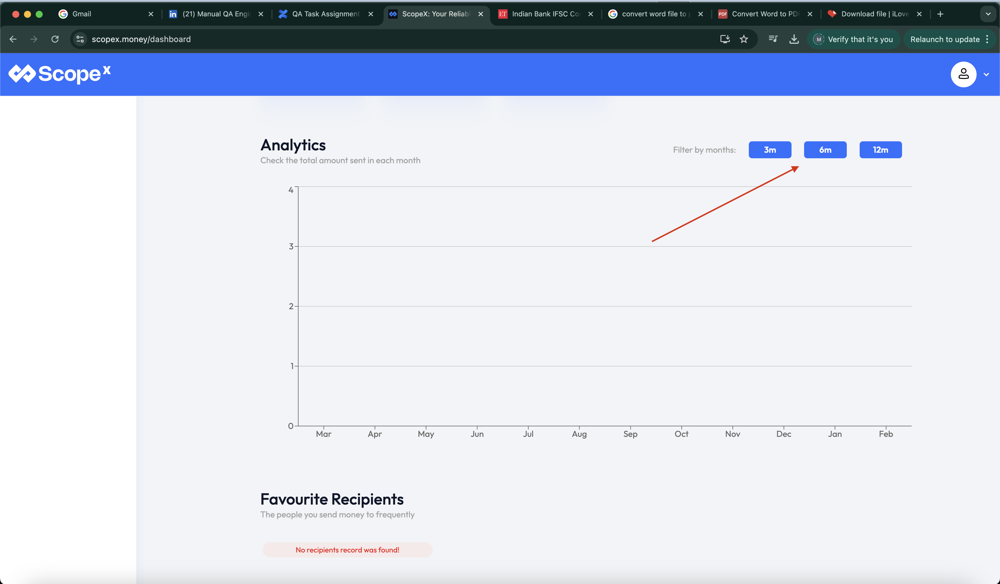 Gmail
(21) Manual QA Engi
QA Task Assignment
ScopeX: Your Reliabl
ET
Indian Bank IFSC Co
convert word file to p
PDF
Convert Word to PD
Download file | iLove
scopex.money/dashboard
M
Verify that it's you
Relaunch to update
Scopex
Analytics
Check the total amount sent in each month
Filter by months:
3m
6m
12m
4
3
2
1
0
Mar
Apr
May
Jun
Jul
Aug
Sep
Oct
Nov
Dec
Jan
Feb
Favourite Recipients
The people you send money to frequently
No recipients record was found!